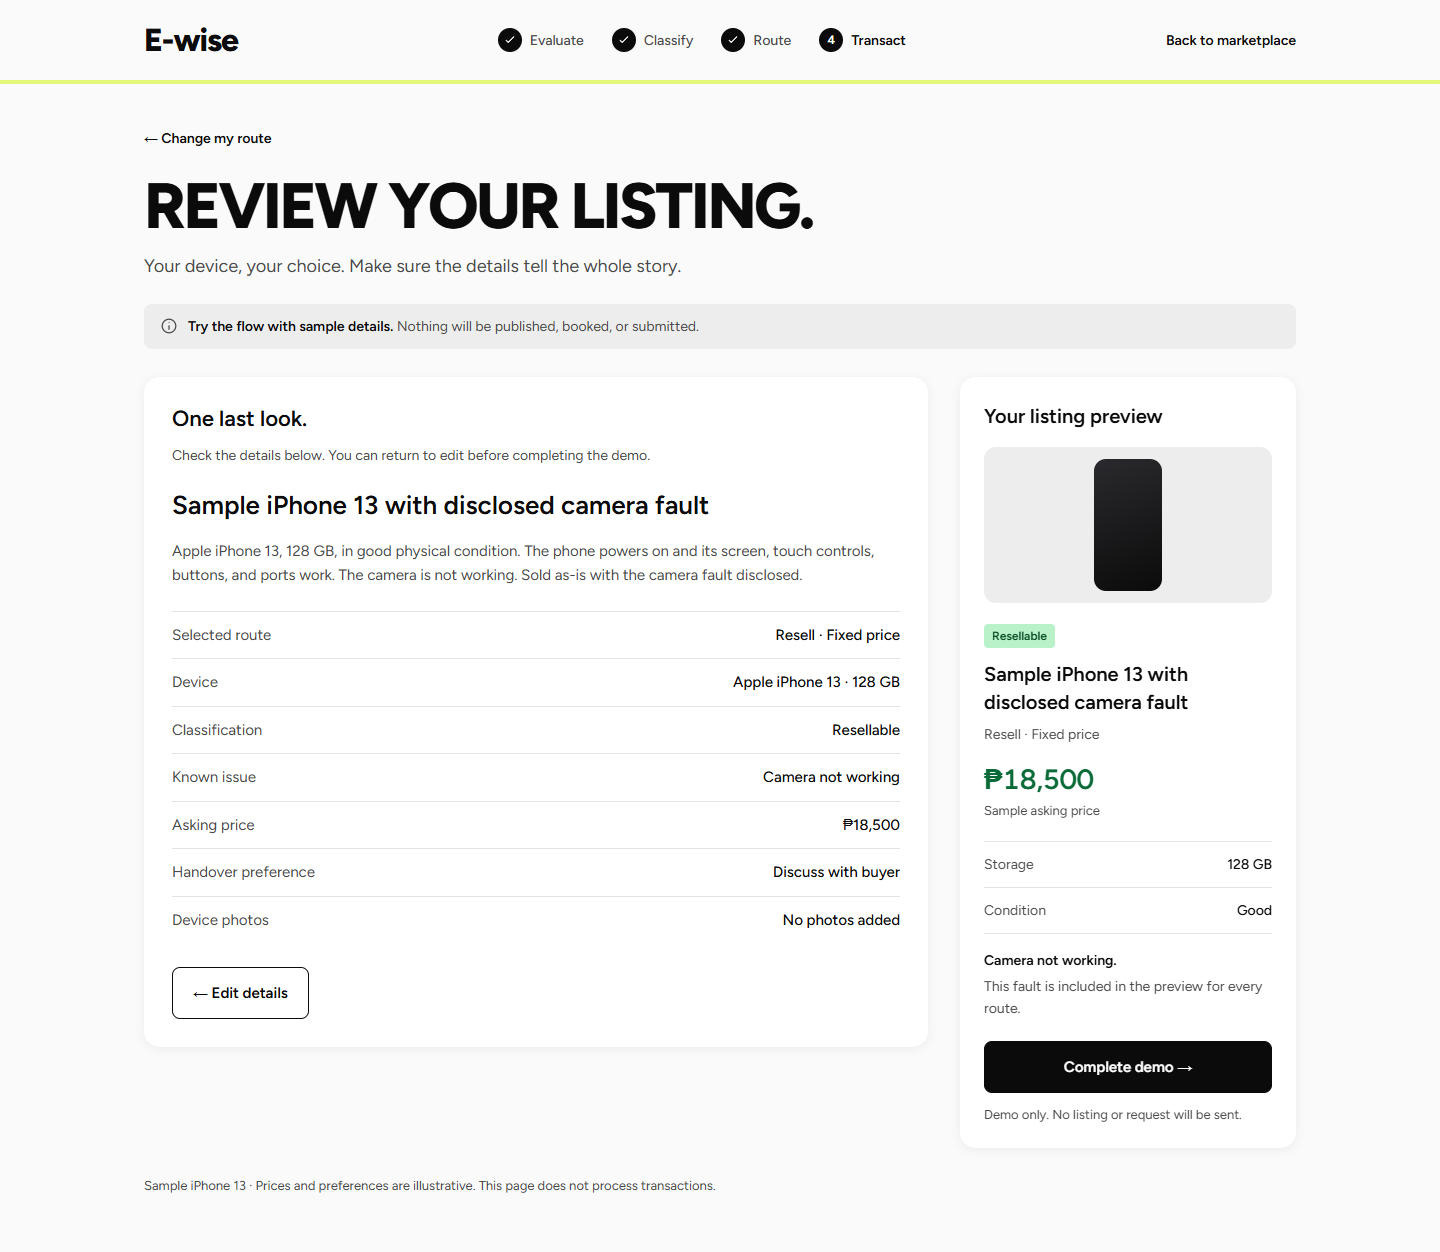 E-wise
Evaluate
Classify
Route
4 Transact
Back to marketplace
← Change my route
REVIEW YOUR LISTING.
Your device, your choice. Make sure the details tell the whole story.
Try the flow with sample details. Nothing will be published, booked, or submitted.
One last look.
Check the details below. You can return to edit before completing the demo.
Sample iPhone 13 with disclosed camera fault
Apple iPhone 13, 128 GB, in good physical condition. The phone powers on and its screen, touch controls,
buttons, and ports work. The camera is not working. Sold as-is with the camera fault disclosed.
Selected route Resell · Fixed price
Device Apple iPhone 13 · 128 GB
Classification Resellable
Known issue Camera not working
Asking price ₱18,500
Handover preference Discuss with buyer
Device photos No photos added
← Edit details
Your listing preview
Resellable
Sample iPhone 13 with
disclosed camera fault
Resell · Fixed price
₱18,500
Sample asking price
Storage 128 GB
Condition Good
Camera not working.
This fault is included in the preview for every
route.
Complete demo →
Demo only. No listing or request will be sent.
Sample iPhone 13 · Prices and preferences are illustrative. This page does not process transactions.